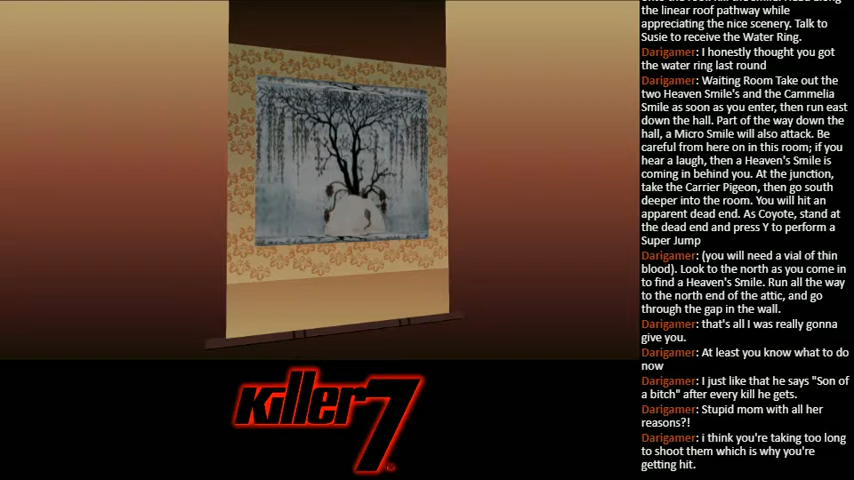 the linear roof pathway while
appreciating the nice scenery. Talk to
Susie to receive the Water Ring.
Darigamer: I honestly thought you got
the water ring last round
Darigamer: Waiting Room Take out the
two Heaven Smile's and the Cammelia
Smile as soon as you enter, then run east
down the hall. Part of the way down the
hall, a Micro Smile will also attack. Be
careful from here on in this room; if you
hear a laugh, then a Heaven's Smile is
coming in behind you. At the junction,
take the Carrier Pigeon, then go south
deeper into the room. You will hit an
apparent dead end. As Coyote, stand at
the dead end and press Y to perform a
Super Jump
Darigamer: (you will need a vial of thin
blood). Look to the north as you come in
to find a Heaven's Smile. Run all the way
to the north end of the attic, and go
through the gap in the wall.
Darigamer: that's all I was really gonna
give you.
Darigamer: At least you know what to do
now
Darigamer: I just like that he says "Son of
a bitch" after every kill he gets.
Darigamer: Stupid mom with all her
reasons?!
Darigamer: i think you're taking too long
to shoot them which is why you're
getting hit.
killer7